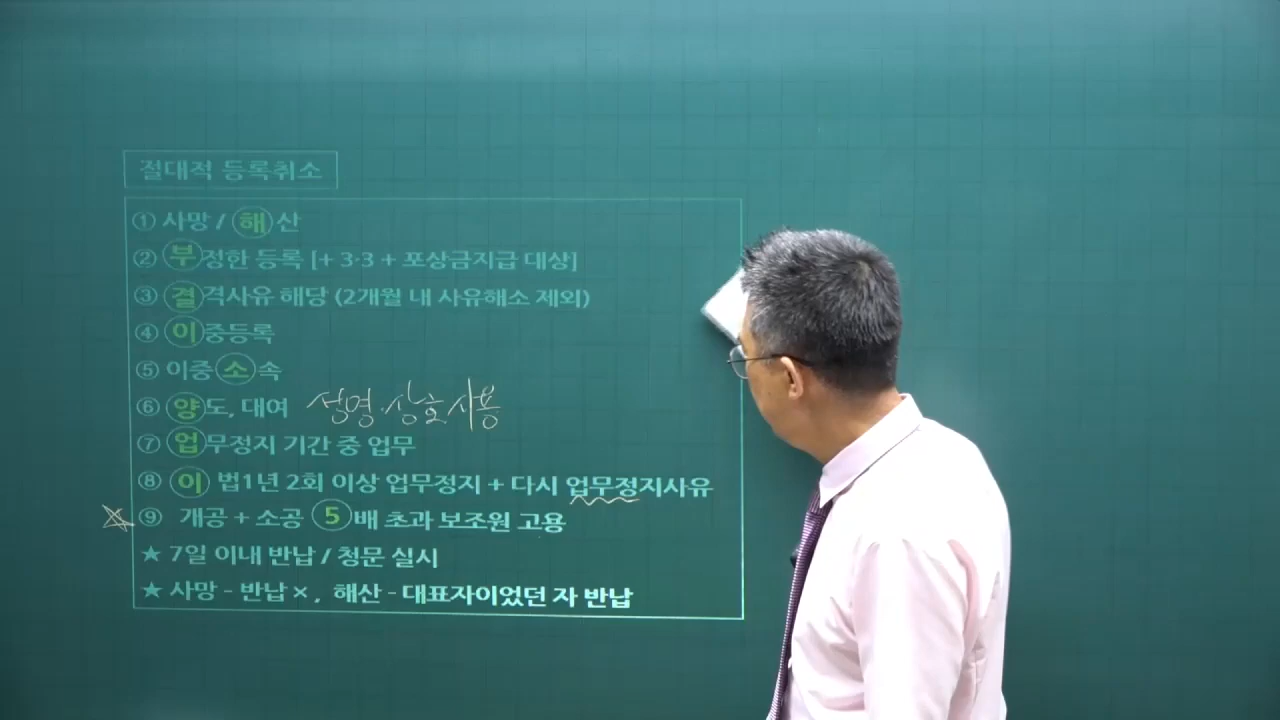 절대적 등록취소
① 사망 / 해산
② 부정한 등록 [+ 3·3 + 포상금지급 대상]
③ 결격사유 해당 (2개월 내 사유해소 제외)
④ 이중등록
⑤ 이중소속
⑥ 양도, 대여 성명·상호사용
⑦ 업무정지 기간 중 업무
⑧ 이 법1년 2회 이상 업무정지 + 다시 업무정지사유
⑨ 개공 + 소공 5배 초과 보조원 고용
★ 7일 이내 반납 / 청문 실시
★ 사망 - 반납 ×, 해산 - 대표자이었던 자 반납